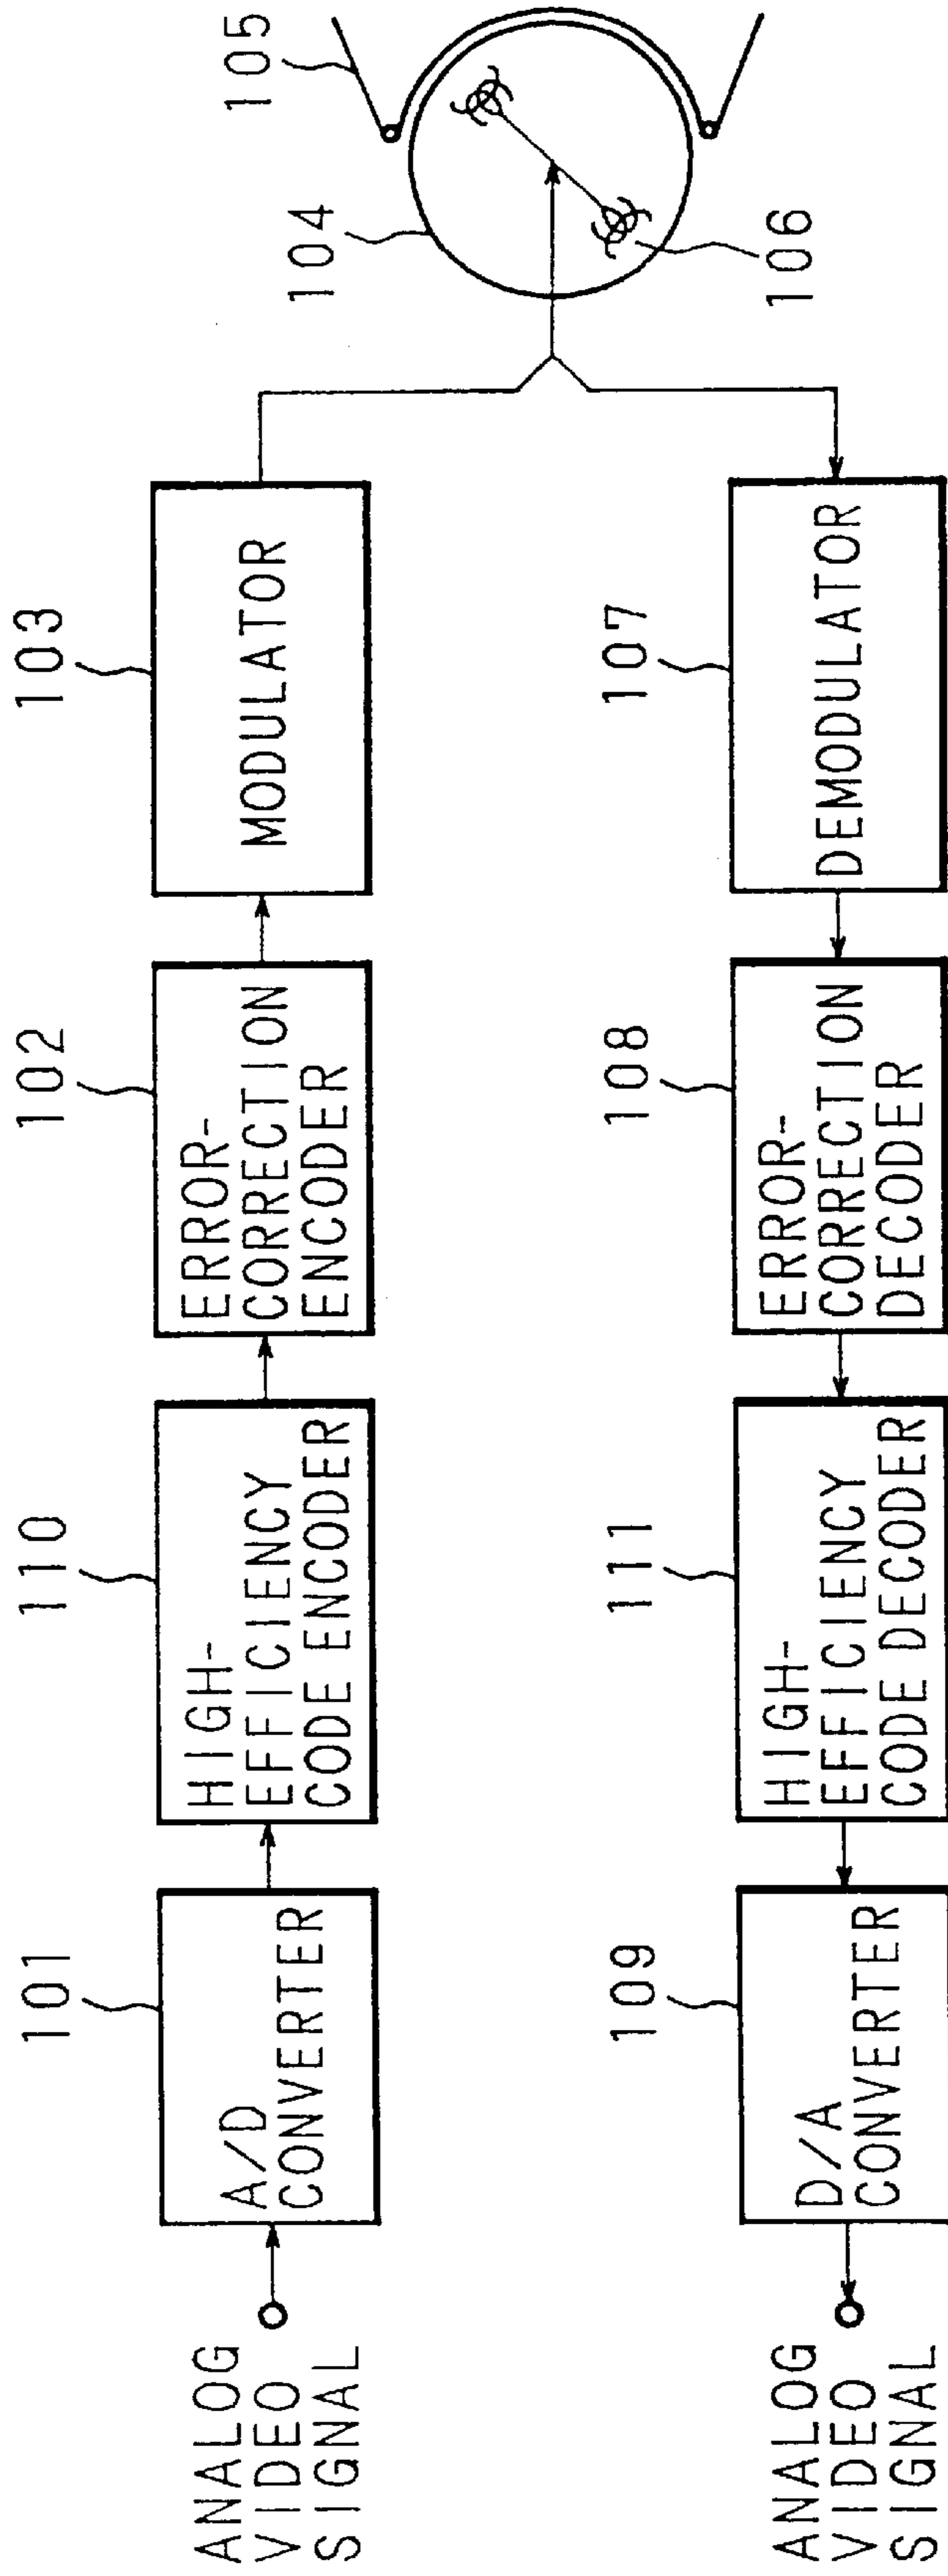 ANALOG
VIDEO
SIGNAL
101
A/D
CONVERTER
110
HIGH-
EFFICIENCY
CODE ENCODER
102
ERROR-
CORRECTION
ENCODER
103
MODULATOR
104
105
106
107
DEMODULATOR
108
ERROR-
CORRECTION
DECODER
111
HIGH-
EFFICIENCY
CODE DECODER
109
D/A
CONVERTER
ANALOG
VIDEO
SIGNAL